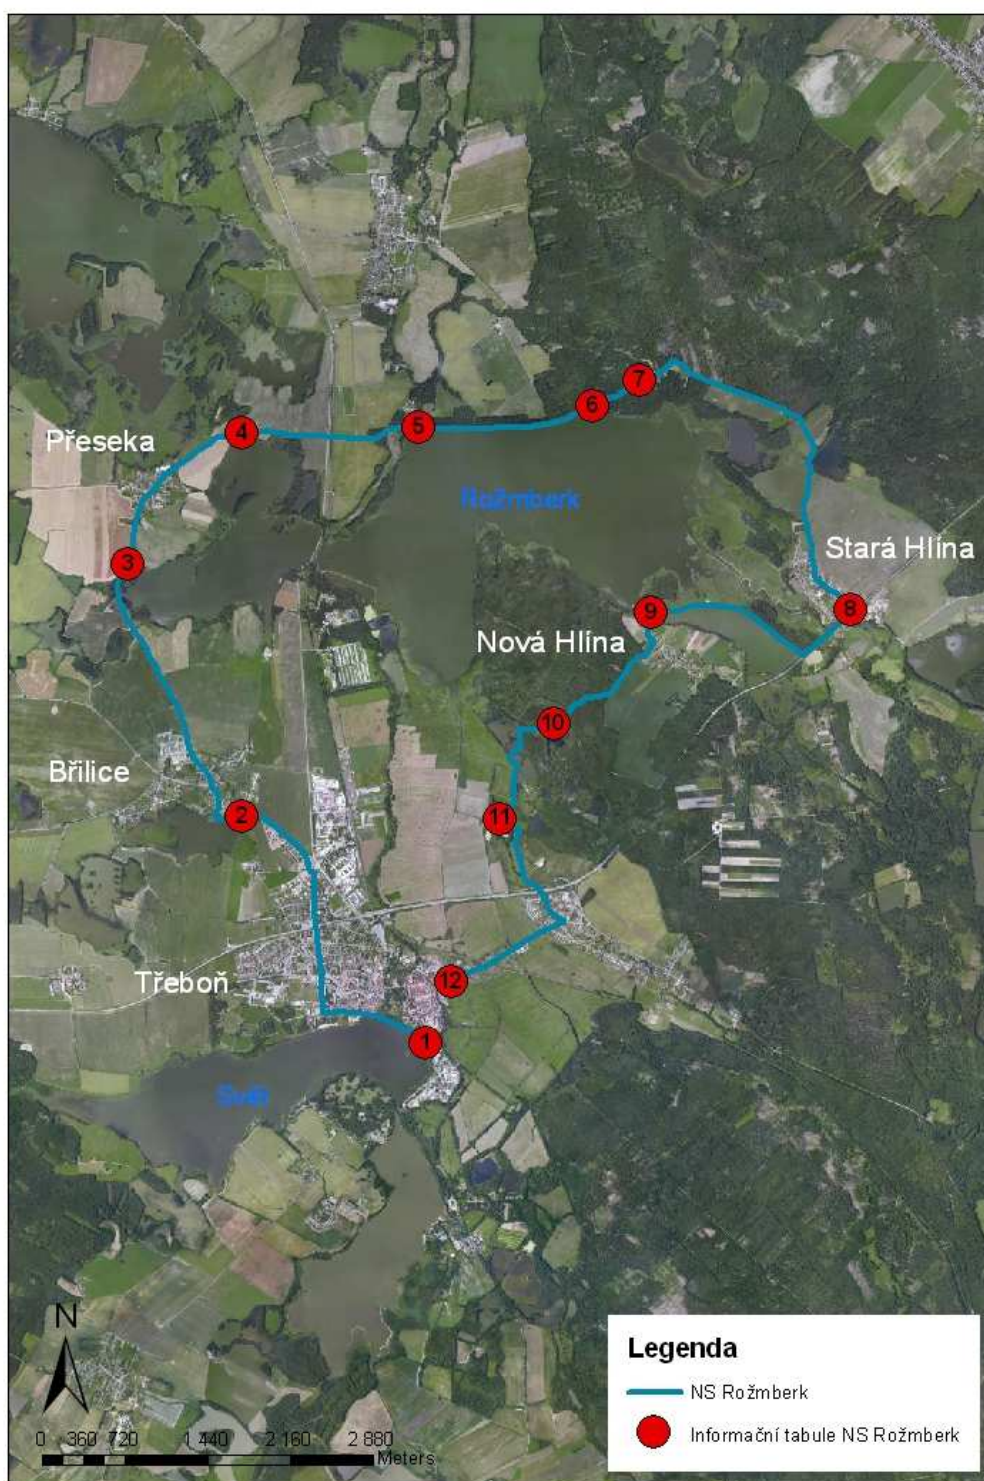 7
6
5
4
Přeseka
Rožmberk
Stará Hlína
3
8
9
Nová Hlína
10
Břilice
2
11
Třeboň
12
1
Svět
N
Legenda
NS Rožmberk
Informační tabule NS Rožmberk
0 360 720 1 440 2 160 2 880
Meters